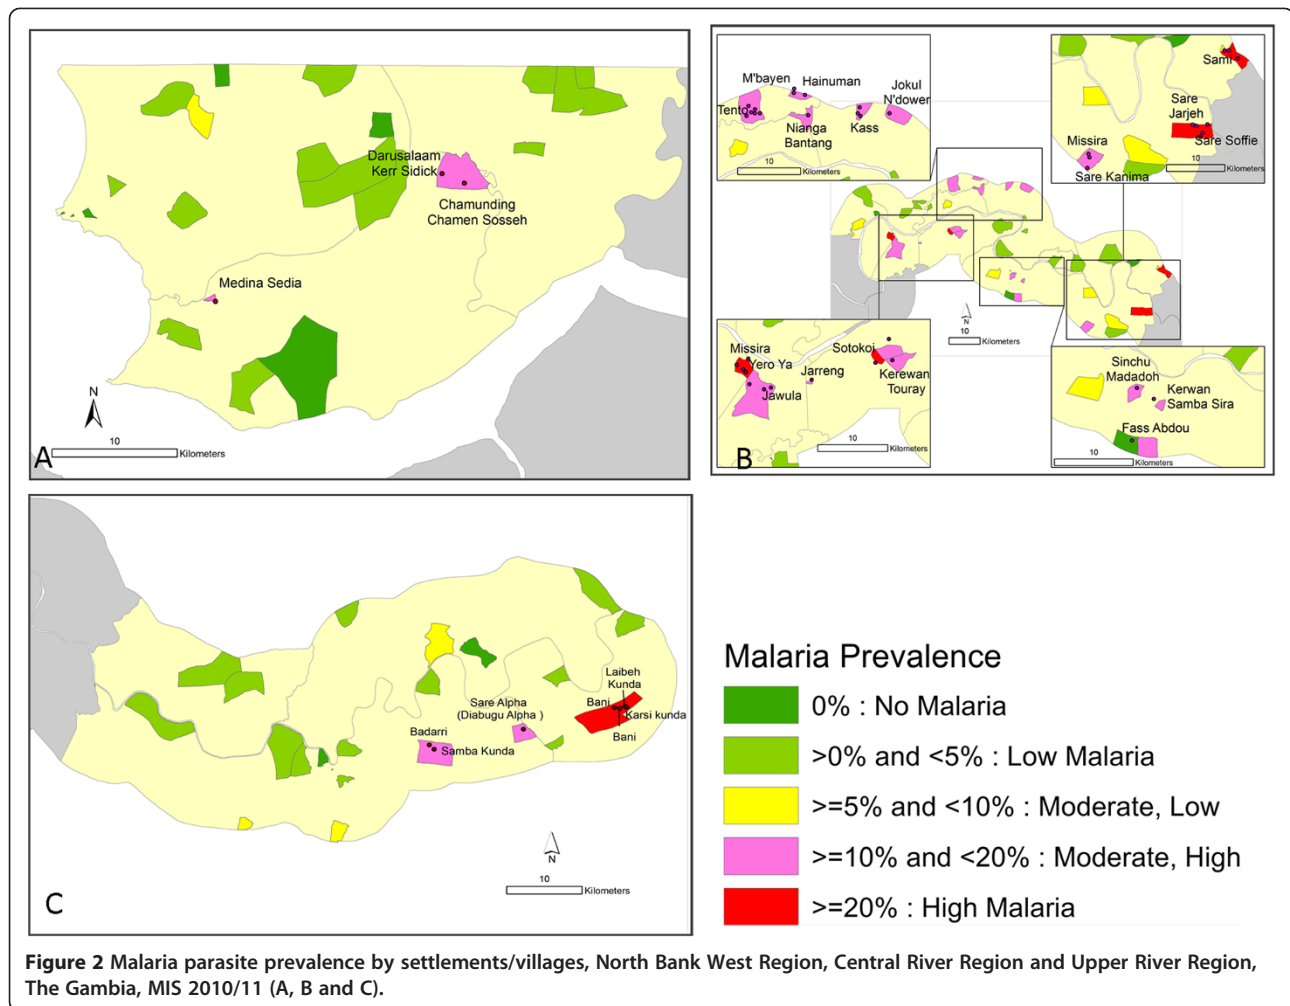 Darusalaam
Kerr Sidick
Chamunding
Chamen Sosseh
Medina Sedia
N
10
Kilometers
A
M'bayen
Hainuman
Jokul
N'dower
Tento
Nianga
Bantang
Kass
10
Kilometers
Sami
Sare
Jarjeh
Missira
Sare Soffie
10
Kilometers
Sare Kanima
N
10
Kilometers
Missira
Yero Ya
Jarreng
Jawula
Sotokoi
Kerewan
Touray
10
Kilometers
B
Sinchu
Madadoh
Kerwan
Samba Sira
Fass Abdou
10
Kilometers
Laibeh
Kunda
Bani
Karsi kunda
Bani
Sare Alpha
(Diabugu Alpha )
Badarri
Samba Kunda
N
10
Kilometers
C
Malaria Prevalence
0% : No Malaria
>0% and <5% : Low Malaria
>=5% and <10% : Moderate, Low
>=10% and <20% : Moderate, High
>=20% : High Malaria
Figure 2 Malaria parasite prevalence by settlements/villages, North Bank West Region, Central River Region and Upper River Region,
The Gambia, MIS 2010/11 (A, B and C).